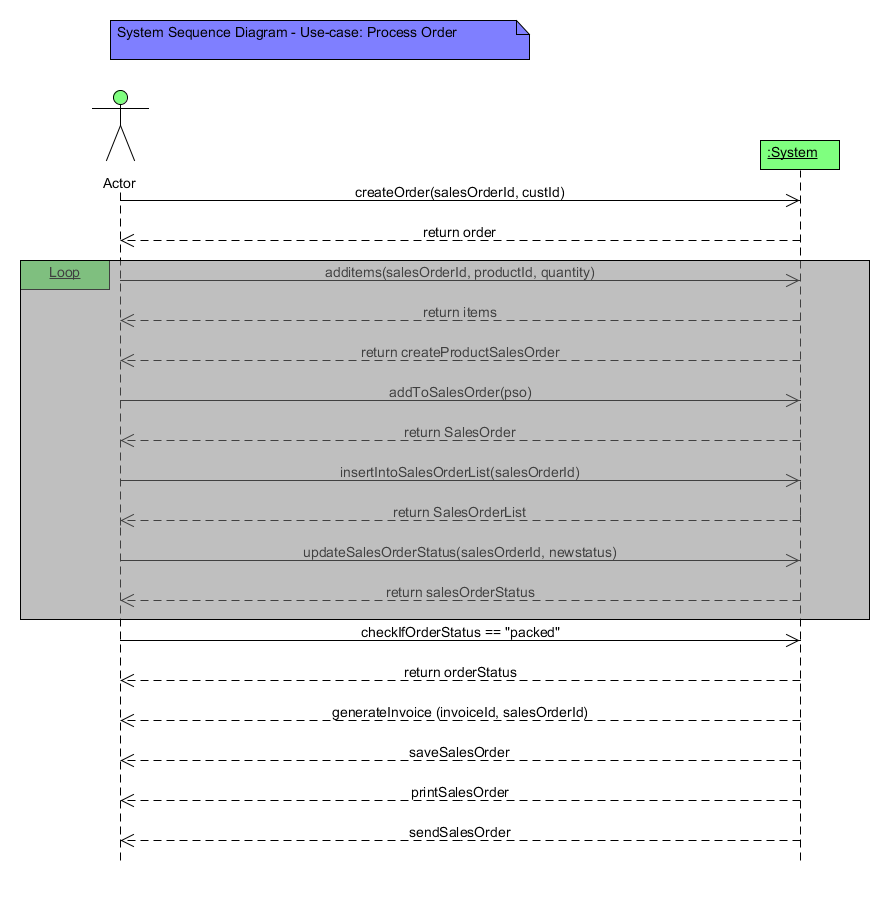 System Sequence Diagram - Use-case: Process Order
:System
Actor
createOrder(salesOrderId, custId)
return order
Loop
additems(salesOrderId, productId, quantity)
return items
return createProductSalesOrder
addToSalesOrder(pso)
return SalesOrder
insertIntoSalesOrderList(salesOrderId)
return SalesOrderList
updateSalesOrderStatus(salesOrderId, newstatus)
return salesOrderStatus
checkIfOrderStatus == "packed"
return orderStatus
generateInvoice (invoiceId, salesOrderId)
saveSalesOrder
printSalesOrder
sendSalesOrder